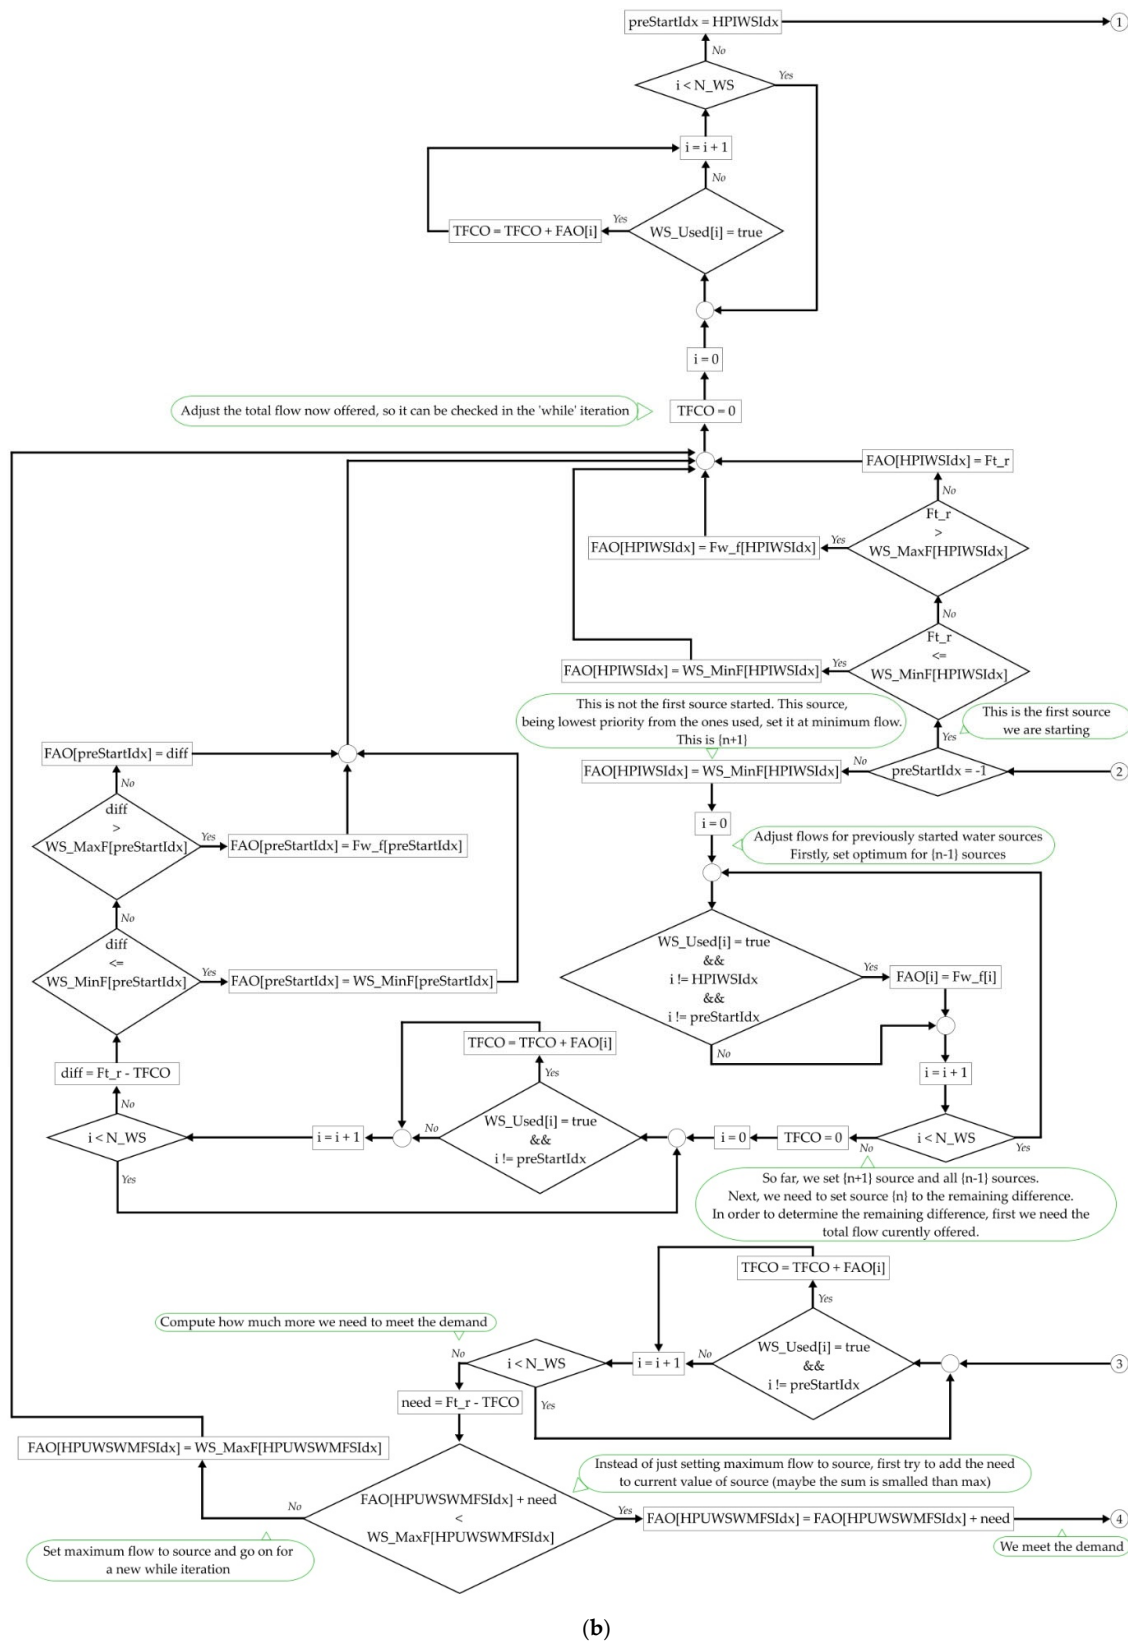 preStartIdx = HPIWSIdx
1
No
i < N_WS
Yes
i = i + 1
No
TFCO = TFCO + FAO[i]
Yes
WS_Used[i] = true
i = 0
Adjust the total flow now offered, so it can be checked in the 'while' iteration
TFCO = 0
FAO[HPIWSIdx] = Ft_r
No
Ft_r
>
WS_MaxF[HPIWSIdx]
Yes
FAO[HPIWSIdx] = Fw_f[HPIWSIdx]
No
Ft_r
<=
WS_MinF[HPIWSIdx]
Yes
FAO[HPIWSIdx] = WS_MinF[HPIWSIdx]
This is not the first source started. This source,
being lowest priority from the ones used, set it at minimum flow.
This is {n+1}
This is the first source
we are starting
Yes
FAO[preStartIdx] = diff
FAO[HPIWSIdx] = WS_MinF[HPIWSIdx]
No
preStartIdx = -1
2
No
diff
>
WS_MaxF[preStartIdx]
Yes
FAO[preStartIdx] = Fw_f[preStartIdx]
i = 0
Adjust flows for previously started water sources
Firstly, set optimum for {n-1} sources
No
diff
<=
WS_MinF[preStartIdx]
Yes
FAO[preStartIdx] = WS_MinF[preStartIdx]
WS_Used[i] = true
&&
i != HPIWSIdx
&&
i != preStartIdx
Yes
FAO[i] = Fw_f[i]
No
i = i + 1
TFCO = TFCO + FAO[i]
Yes
diff = Ft_r - TFCO
No
i < N_WS
Yes
i = i + 1
No
WS_Used[i] = true
&&
i != preStartIdx
i = 0
TFCO = 0
No
i < N_WS
Yes
So far, we set {n+1} source and all {n-1} sources.
Next, we need to set source {n} to the remaining difference.
In order to determine the remaining difference, first we need the
total flow curently offered.
TFCO = TFCO + FAO[i]
Yes
Compute how much more we need to meet the demand
No
i < N_WS
Yes
i = i + 1
No
WS_Used[i] = true
&&
i != preStartIdx
3
need = Ft_r - TFCO
FAO[HPUWSWMFSIdx] = WS_MaxF[HPUWSWMFSIdx]
Instead of just setting maximum flow to source, first try to add the need
to current value of source (maybe the sum is smalled than max)
No
FAO[HPUWSWMFSIdx] + need
<
WS_MaxF[HPUWSWMFSIdx]
Yes
FAO[HPUWSWMFSIdx] = FAO[HPUWSWMFSIdx] + need
4
Set maximum flow to source and go on for
a new while iteration
We meet the demand
(b)